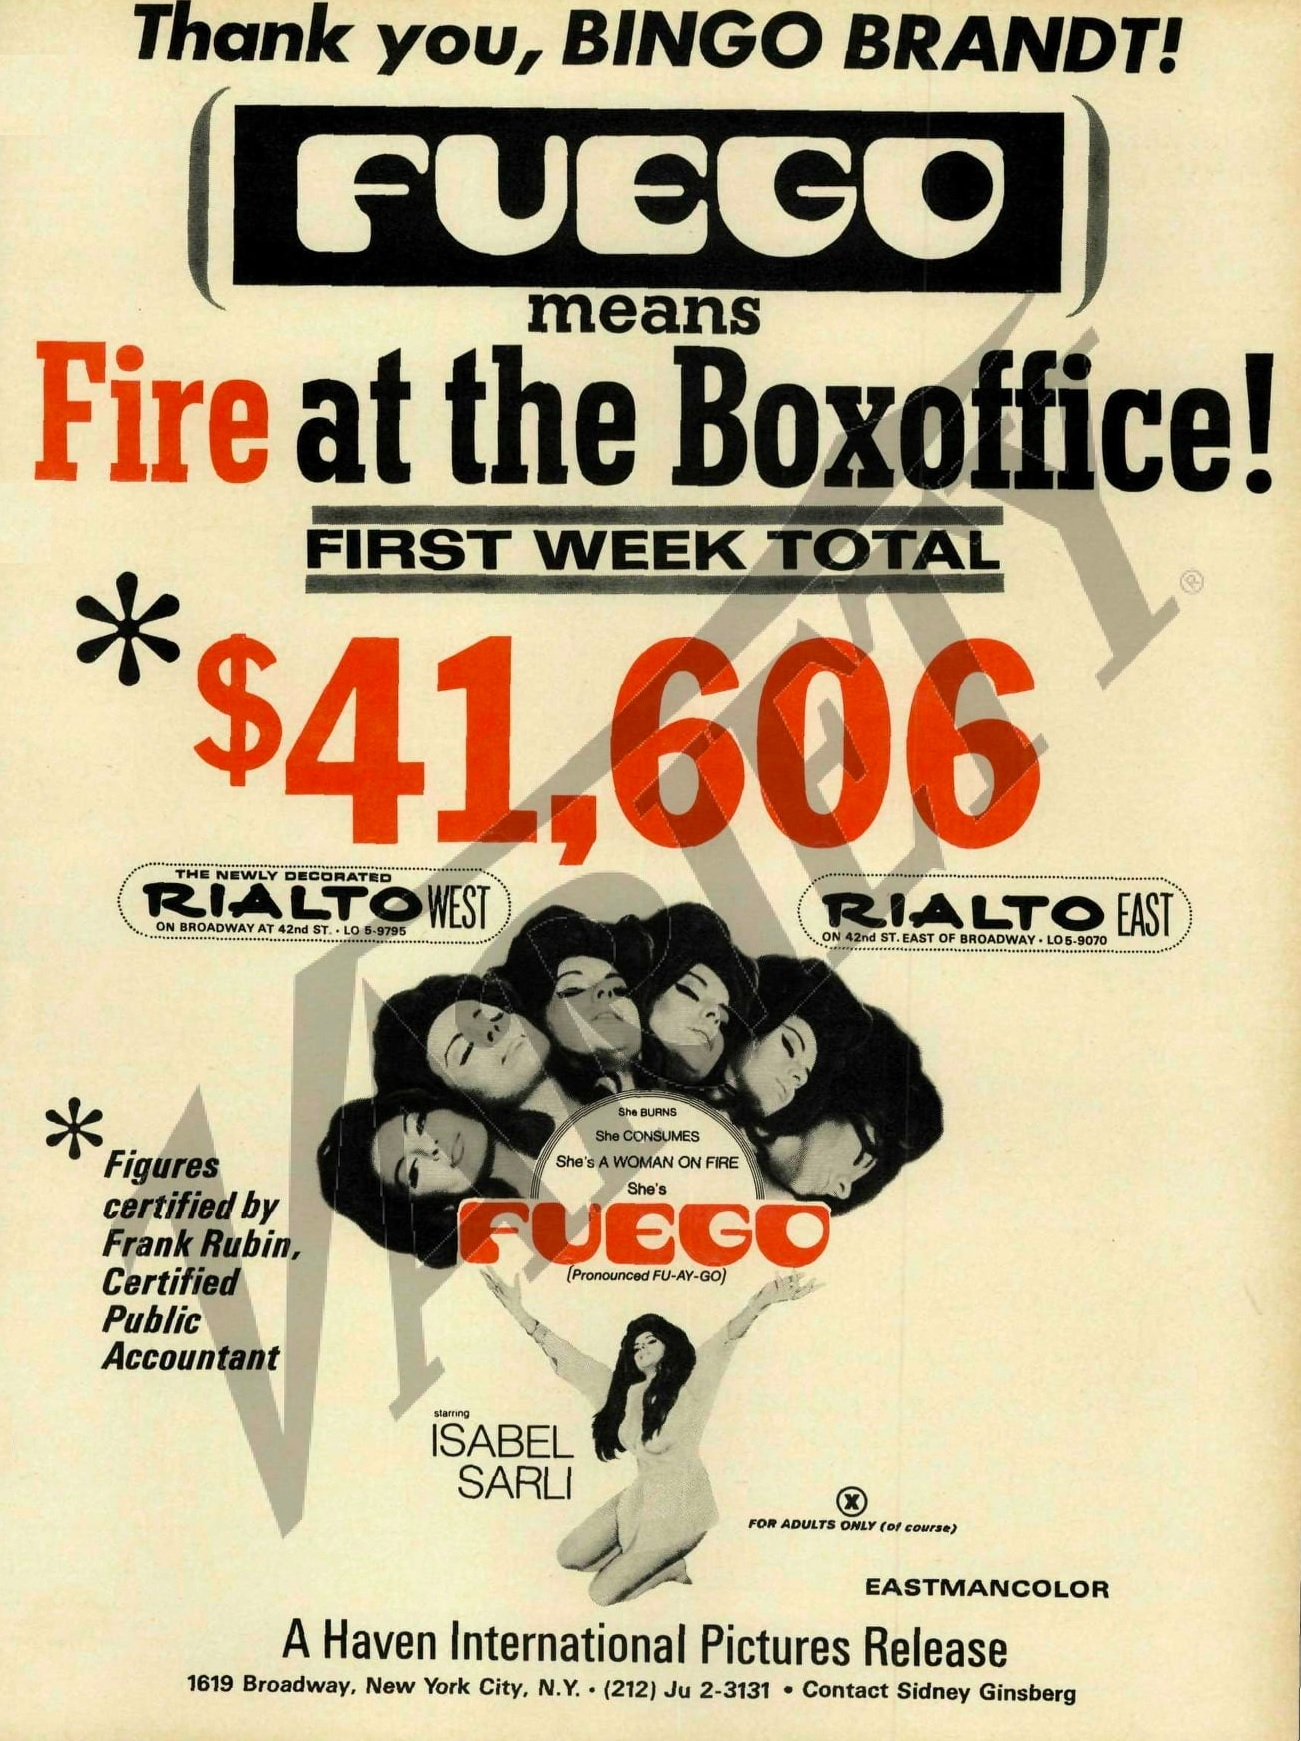 Thank you, BINGO BRANDT!
FUEGO
means
Fire at the Boxoffice!
FIRST WEEK TOTAL
*$41,606
THE NEWLY DECORATED
RIALTO WEST
ON BROADWAY AT 42nd ST. • LO 5-9795
RIALTO EAST
ON 42nd ST. EAST OF BROADWAY • LO 5-9070
She BURNS
She CONSUMES
She's A WOMAN ON FIRE
She's
FUEGO
(Pronounced FU-AY-GO)
*
Figures
certified by
Frank Rubin,
Certified
Public
Accountant
starring
ISABEL
SARLI
X
FOR ADULTS ONLY (of course)
EASTMANCOLOR
A Haven International Pictures Release
1619 Broadway, New York City, N.Y. • (212) Ju 2-3131 • Contact Sidney Ginsberg
VARIETY ®